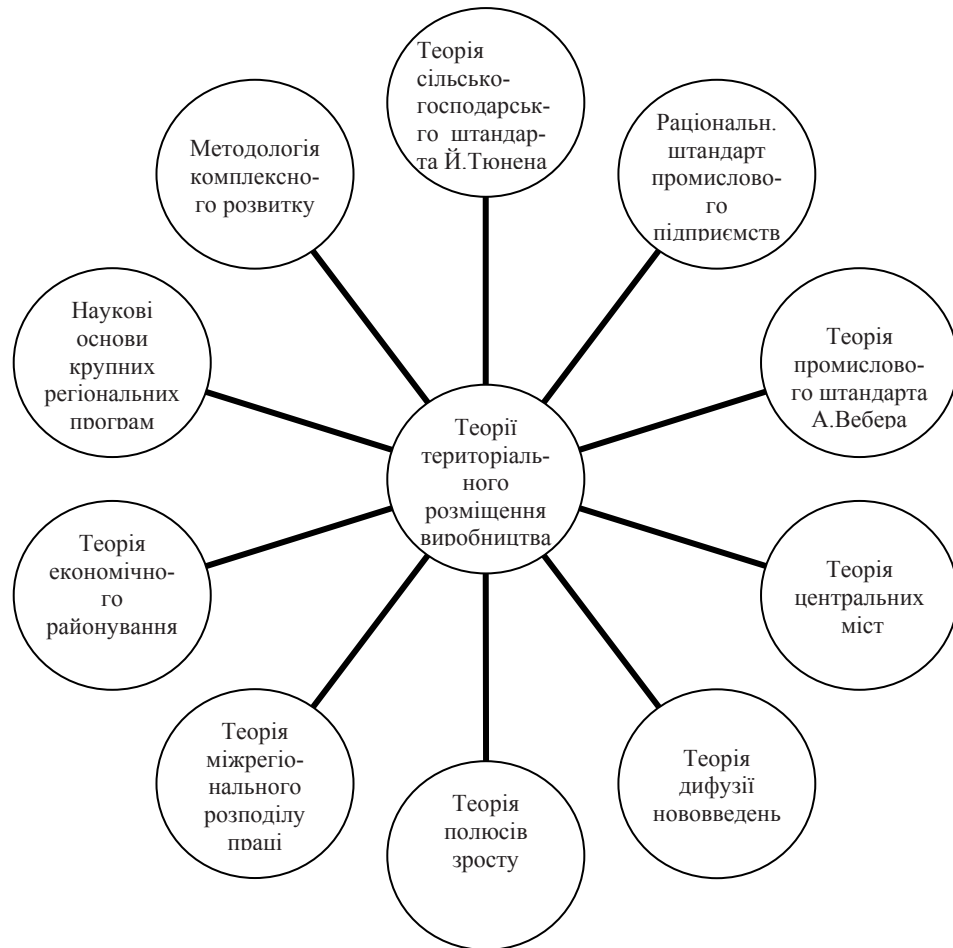 Теорія
сільсько-
господарськ-
го штандар-
та Й.Тюнена
Раціональн.
штандарт
промислово-
го
підприємств
Теорія
промислово-
го штандарта
А.Вебера
Теорія
центральних
міст
Теорія
дифузії
нововведень
Теорія
полюсів
зросту
Теорія
міжрегіо-
нального
розподілу
праці
Теорія
економічно-
го
районування
Наукові
основи
крупних
регіональних
програм
Методологія
комплексно-
го розвитку
Теорії
територіаль-
ного
розміщення
виробництва